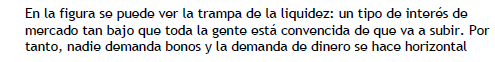 En la figura se puede ver la trampa de la liquidez: un tipo de interés de
mercado tan bajo que toda la gente está convencida de que va a subir. Por
tanto, nadie demanda bonos y la demanda de dinero se hace horizontal